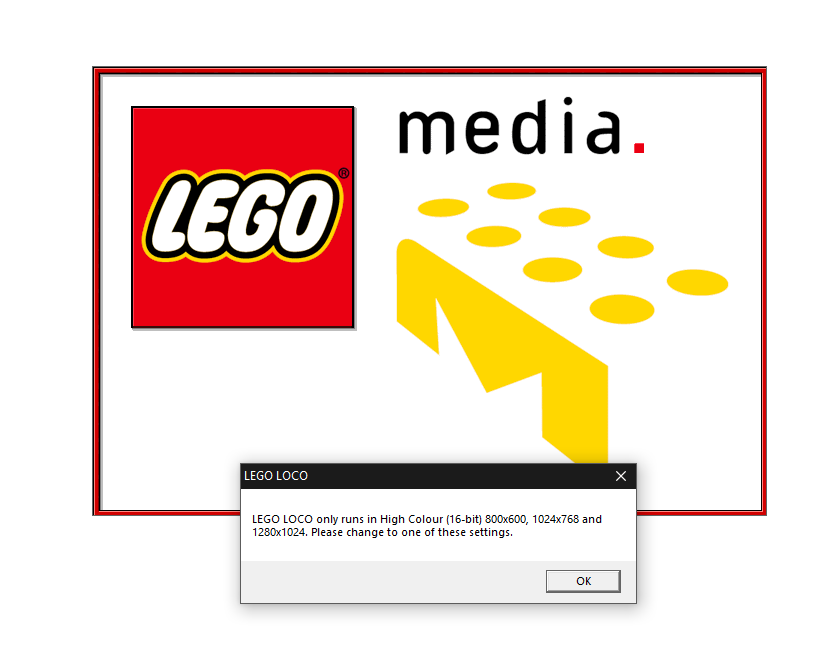 media.
LEGO®
LEGO LOCO
LEGO LOCO only runs in High Colour (16-bit) 800x600, 1024x768 and
1280x1024. Please change to one of these settings.
OK